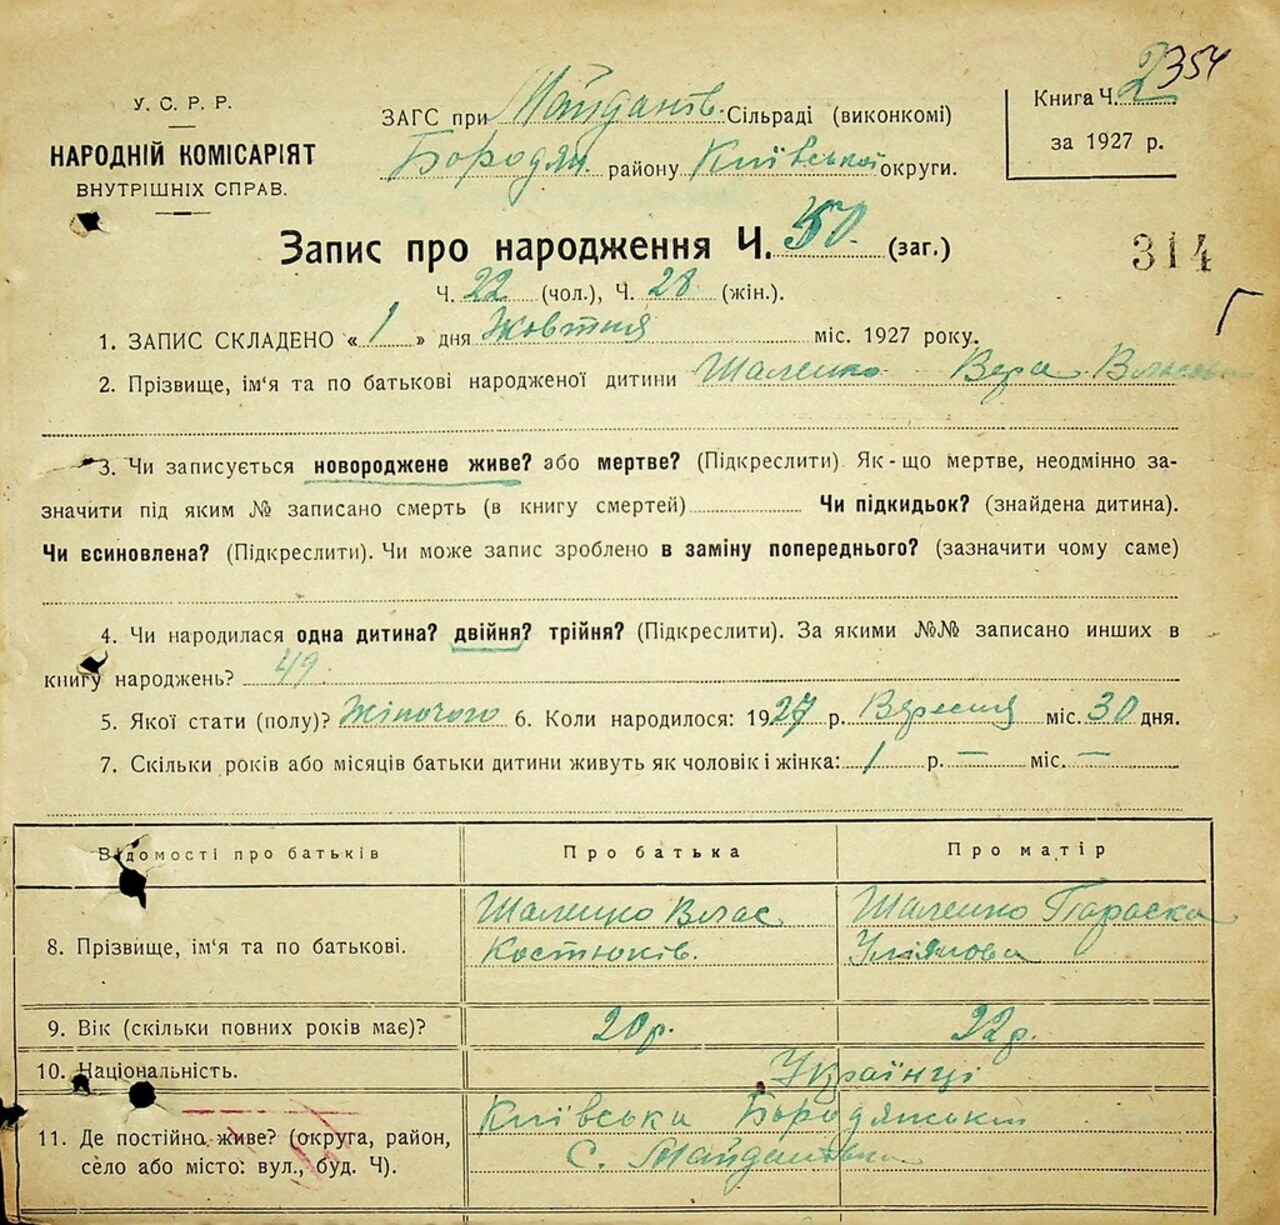 2354
У. С. Р. Р.
НАРОДНІЙ КОМІСАРІЯТ
ВНУТРІШНІХ СПРАВ.
ЗАГС при Майданів. Сільраді (виконкомі)
Бородян. району Київської округи.
Книга Ч. 2
за 1927 р.
Запис про народження Ч. 50. (заг.)
314
Ч. 22 (чол.), Ч. 28 (жін.).
1. ЗАПИС СКЛАДЕНО « 1 » дня Жовтня міс. 1927 року.
2. Прізвище, ім‘я та по батькові народженої дитини Шаленко Вера
3. Чи записується новороджене живе? або мертве? (Підкреслити) Як-що мертве, неодмінно за-
значити під яким № записано смерть (в книгу смертей) Чи підкидьок? (знайдена дитина).
Чи всиновлена? (Підкреслити). Чи може запис зроблено в заміну попереднього? (зазначити чому саме)
4. Чи народилася одна дитина? двійня? трійня? (Підкреслити). За якими №№ записано инших в
книгу народжень? 49.
5. Якої стати (полу)? Жіночого 6. Коли народилося: 1927 р. Вересня міс. 30 дня.
7. Скільки років або місяців батьки дитини живуть як чоловік і жінка: 1 р. — міс. —
Відомості про батьків
Про батька
Про матір
8. Прізвище, ім‘я та по батькові.
Шаленко Влас
Костюків.
Шаленко Параска
Улянова
9. Вік (скільки повних років має)?
20 р.
22 р.
10. Національність.
Українці
11. Де постійно живе? (округа, район,
село або місто: вул., буд. Ч).
Київська Бородянський
С. Майданівка